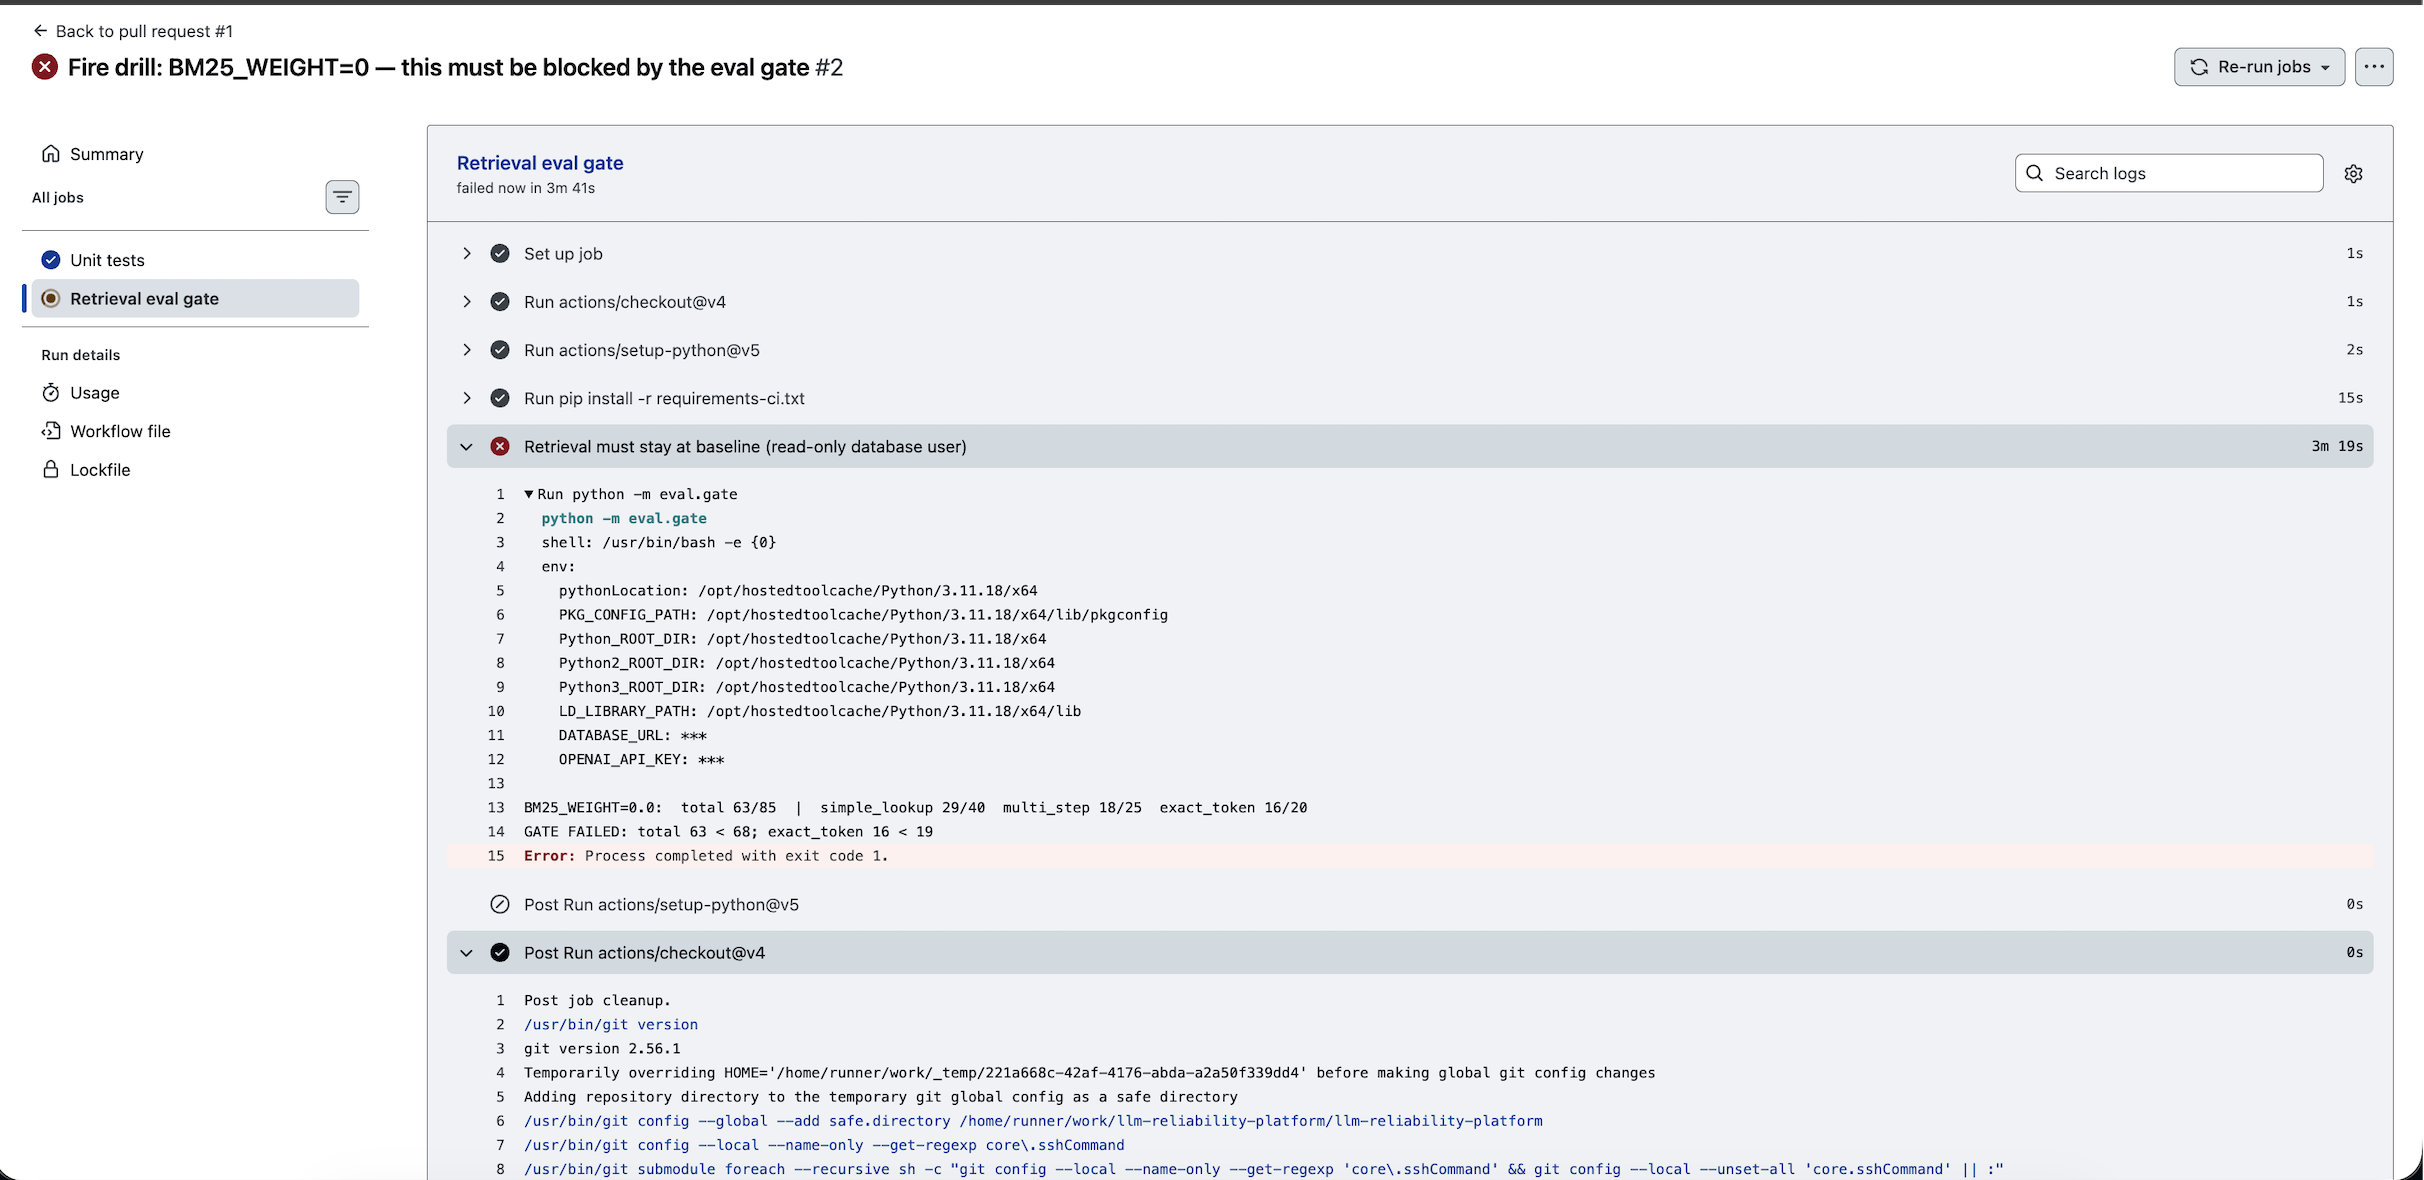 Back to pull request #1
Fire drill: BM25_WEIGHT=0 — this must be blocked by the eval gate #2
Re-run jobs
Summary
All jobs
Unit tests
Retrieval eval gate
Run details
Usage
Workflow file
Lockfile
Retrieval eval gate
failed now in 3m 41s
Search logs
Set up job 1s
Run actions/checkout@v4 1s
Run actions/setup-python@v5 2s
Run pip install -r requirements-ci.txt 15s
Retrieval must stay at baseline (read-only database user) 3m 19s
1 ▼Run python -m eval.gate
2 python -m eval.gate
3 shell: /usr/bin/bash -e {0}
4 env:
5 pythonLocation: /opt/hostedtoolcache/Python/3.11.18/x64
6 PKG_CONFIG_PATH: /opt/hostedtoolcache/Python/3.11.18/x64/lib/pkgconfig
7 Python_ROOT_DIR: /opt/hostedtoolcache/Python/3.11.18/x64
8 Python2_ROOT_DIR: /opt/hostedtoolcache/Python/3.11.18/x64
9 Python3_ROOT_DIR: /opt/hostedtoolcache/Python/3.11.18/x64
10 LD_LIBRARY_PATH: /opt/hostedtoolcache/Python/3.11.18/x64/lib
11 DATABASE_URL: ***
12 OPENAI_API_KEY: ***
13
13 BM25_WEIGHT=0.0: total 63/85 | simple_lookup 29/40 multi_step 18/25 exact_token 16/20
14 GATE FAILED: total 63 < 68; exact_token 16 < 19
15 Error: Process completed with exit code 1.
Post Run actions/setup-python@v5 0s
Post Run actions/checkout@v4 0s
1 Post job cleanup.
2 /usr/bin/git version
3 git version 2.56.1
4 Temporarily overriding HOME='/home/runner/work/_temp/221a668c-42af-4176-abda-a2a50f339dd4' before making global git config changes
5 Adding repository directory to the temporary git global config as a safe directory
6 /usr/bin/git config --global --add safe.directory /home/runner/work/llm-reliability-platform/llm-reliability-platform
7 /usr/bin/git config --local --name-only --get-regexp core\.sshCommand
8 /usr/bin/git submodule foreach --recursive sh -c "git config --local --name-only --get-regexp 'core\.sshCommand' && git config --local --unset-all 'core.sshCommand' || :"